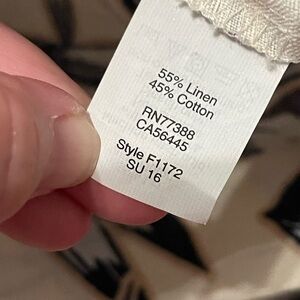 55% Linen
45% Cotton
RN77388
CA56445
Style F1172
SU 16